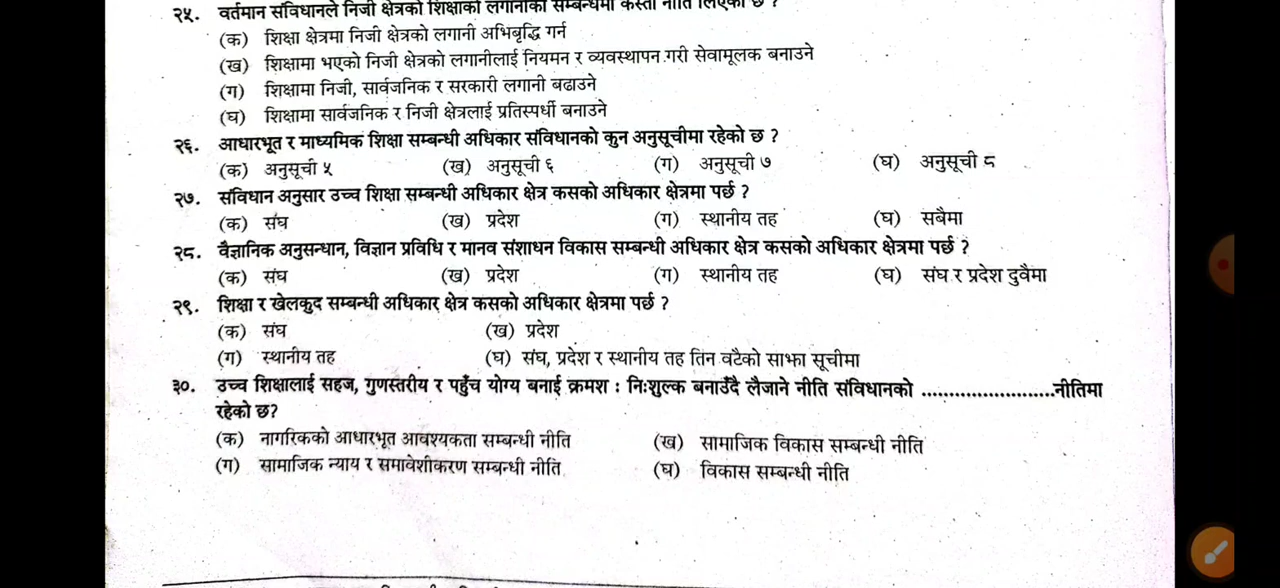 २५. वर्तमान संविधानले निजी क्षेत्रको शिक्षाको लगानीका सम्बन्धमा कस्तो नीति लिएको छ ?
(क) शिक्षा क्षेत्रमा निजी क्षेत्रको लगानी अभिबृद्धि गर्न
(ख) शिक्षामा भएको निजी क्षेत्रको लगानीलाई नियमन र व्यवस्थापन गरी सेवामूलक बनाउने
(ग) शिक्षामा निजी, सार्वजनिक र सरकारी लगानी बढाउने
(घ) शिक्षामा सार्वजनिक र निजी क्षेत्रलाई प्रतिस्पर्धी बनाउने
२६. आधारभूत र माध्यमिक शिक्षा सम्बन्धी अधिकार संविधानको कुन अनुसूचीमा रहेको छ ?
(क) अनुसूची ५ (ख) अनुसूची ६ (ग) अनुसूची ७ (घ) अनुसूची ८
२७. संविधान अनुसार उच्च शिक्षा सम्बन्धी अधिकार क्षेत्र कसको अधिकार क्षेत्रमा पर्छ ?
(क) संघ (ख) प्रदेश (ग) स्थानीय तह (घ) सबैमा
२८. वैज्ञानिक अनुसन्धान, विज्ञान प्रविधि र मानव संशाधन विकास सम्बन्धी अधिकार क्षेत्र कसको अधिकार क्षेत्रमा पर्छ ?
(क) संघ (ख) प्रदेश (ग) स्थानीय तह (घ) संघ र प्रदेश दुवैमा
२९. शिक्षा र खेलकुद सम्बन्धी अधिकार क्षेत्र कसको अधिकार क्षेत्रमा पर्छ ?
(क) संघ (ख) प्रदेश
(ग) स्थानीय तह (घ) संघ, प्रदेश र स्थानीय तह तिन वटैको साझा सूचीमा
३०. उच्च शिक्षालाई सहज, गुणस्तरीय र पहुँच योग्य बनाई क्रमश : निःशुल्क बनाउँदै लैजाने नीति संविधानको ........................नीतिमा
रहेको छ?
(क) नागरिकको आधारभूत आवश्यकता सम्बन्धी नीति (ख) सामाजिक विकास सम्बन्धी नीति
(ग) सामाजिक न्याय र समावेशीकरण सम्बन्धी नीति (घ) विकास सम्बन्धी नीति